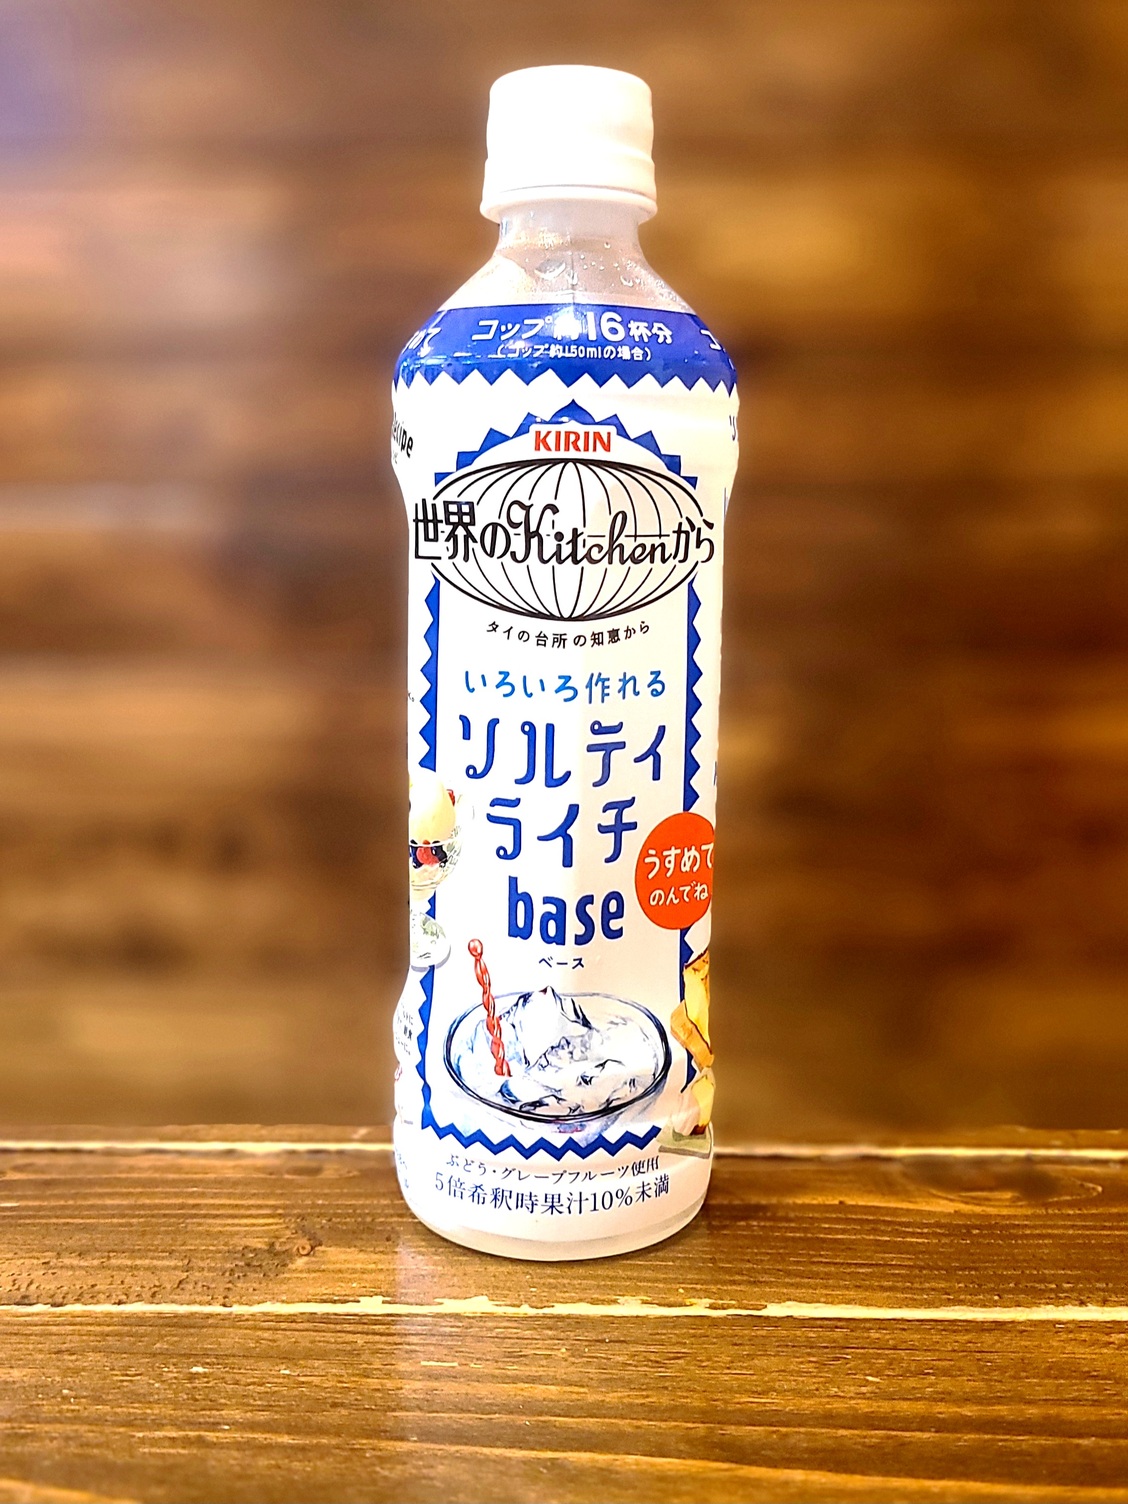 コップ約16杯分
(コップ約150mlの場合)
KIRIN
世界のKitchenから
タイの台所の知恵から
いろいろ作れる
ソルティ
ライチ
base
ベース
うすめて
のんでね
ぶどう・グレープフルーツ使用
5倍希釈時果汁10%未満